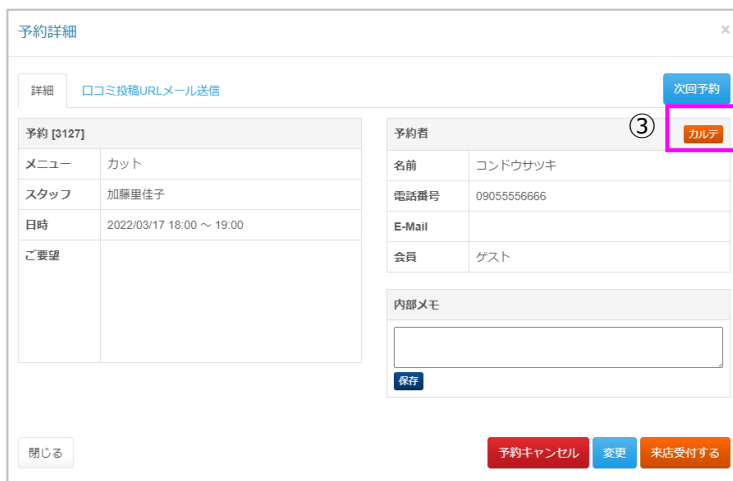 予約詳細 ×
詳細 口コミ投稿URLメール送信 次回予約
予約 [3127]
メニュー カット
スタッフ 加藤里佳子
日時 2022/03/17 18:00 ～ 19:00
ご要望
③
予約者 カルテ
名前 コンドウサツキ
電話番号 09055556666
E-Mail
会員 ゲスト
内部メモ
保存
閉じる 予約キャンセル 変更 来店受付する